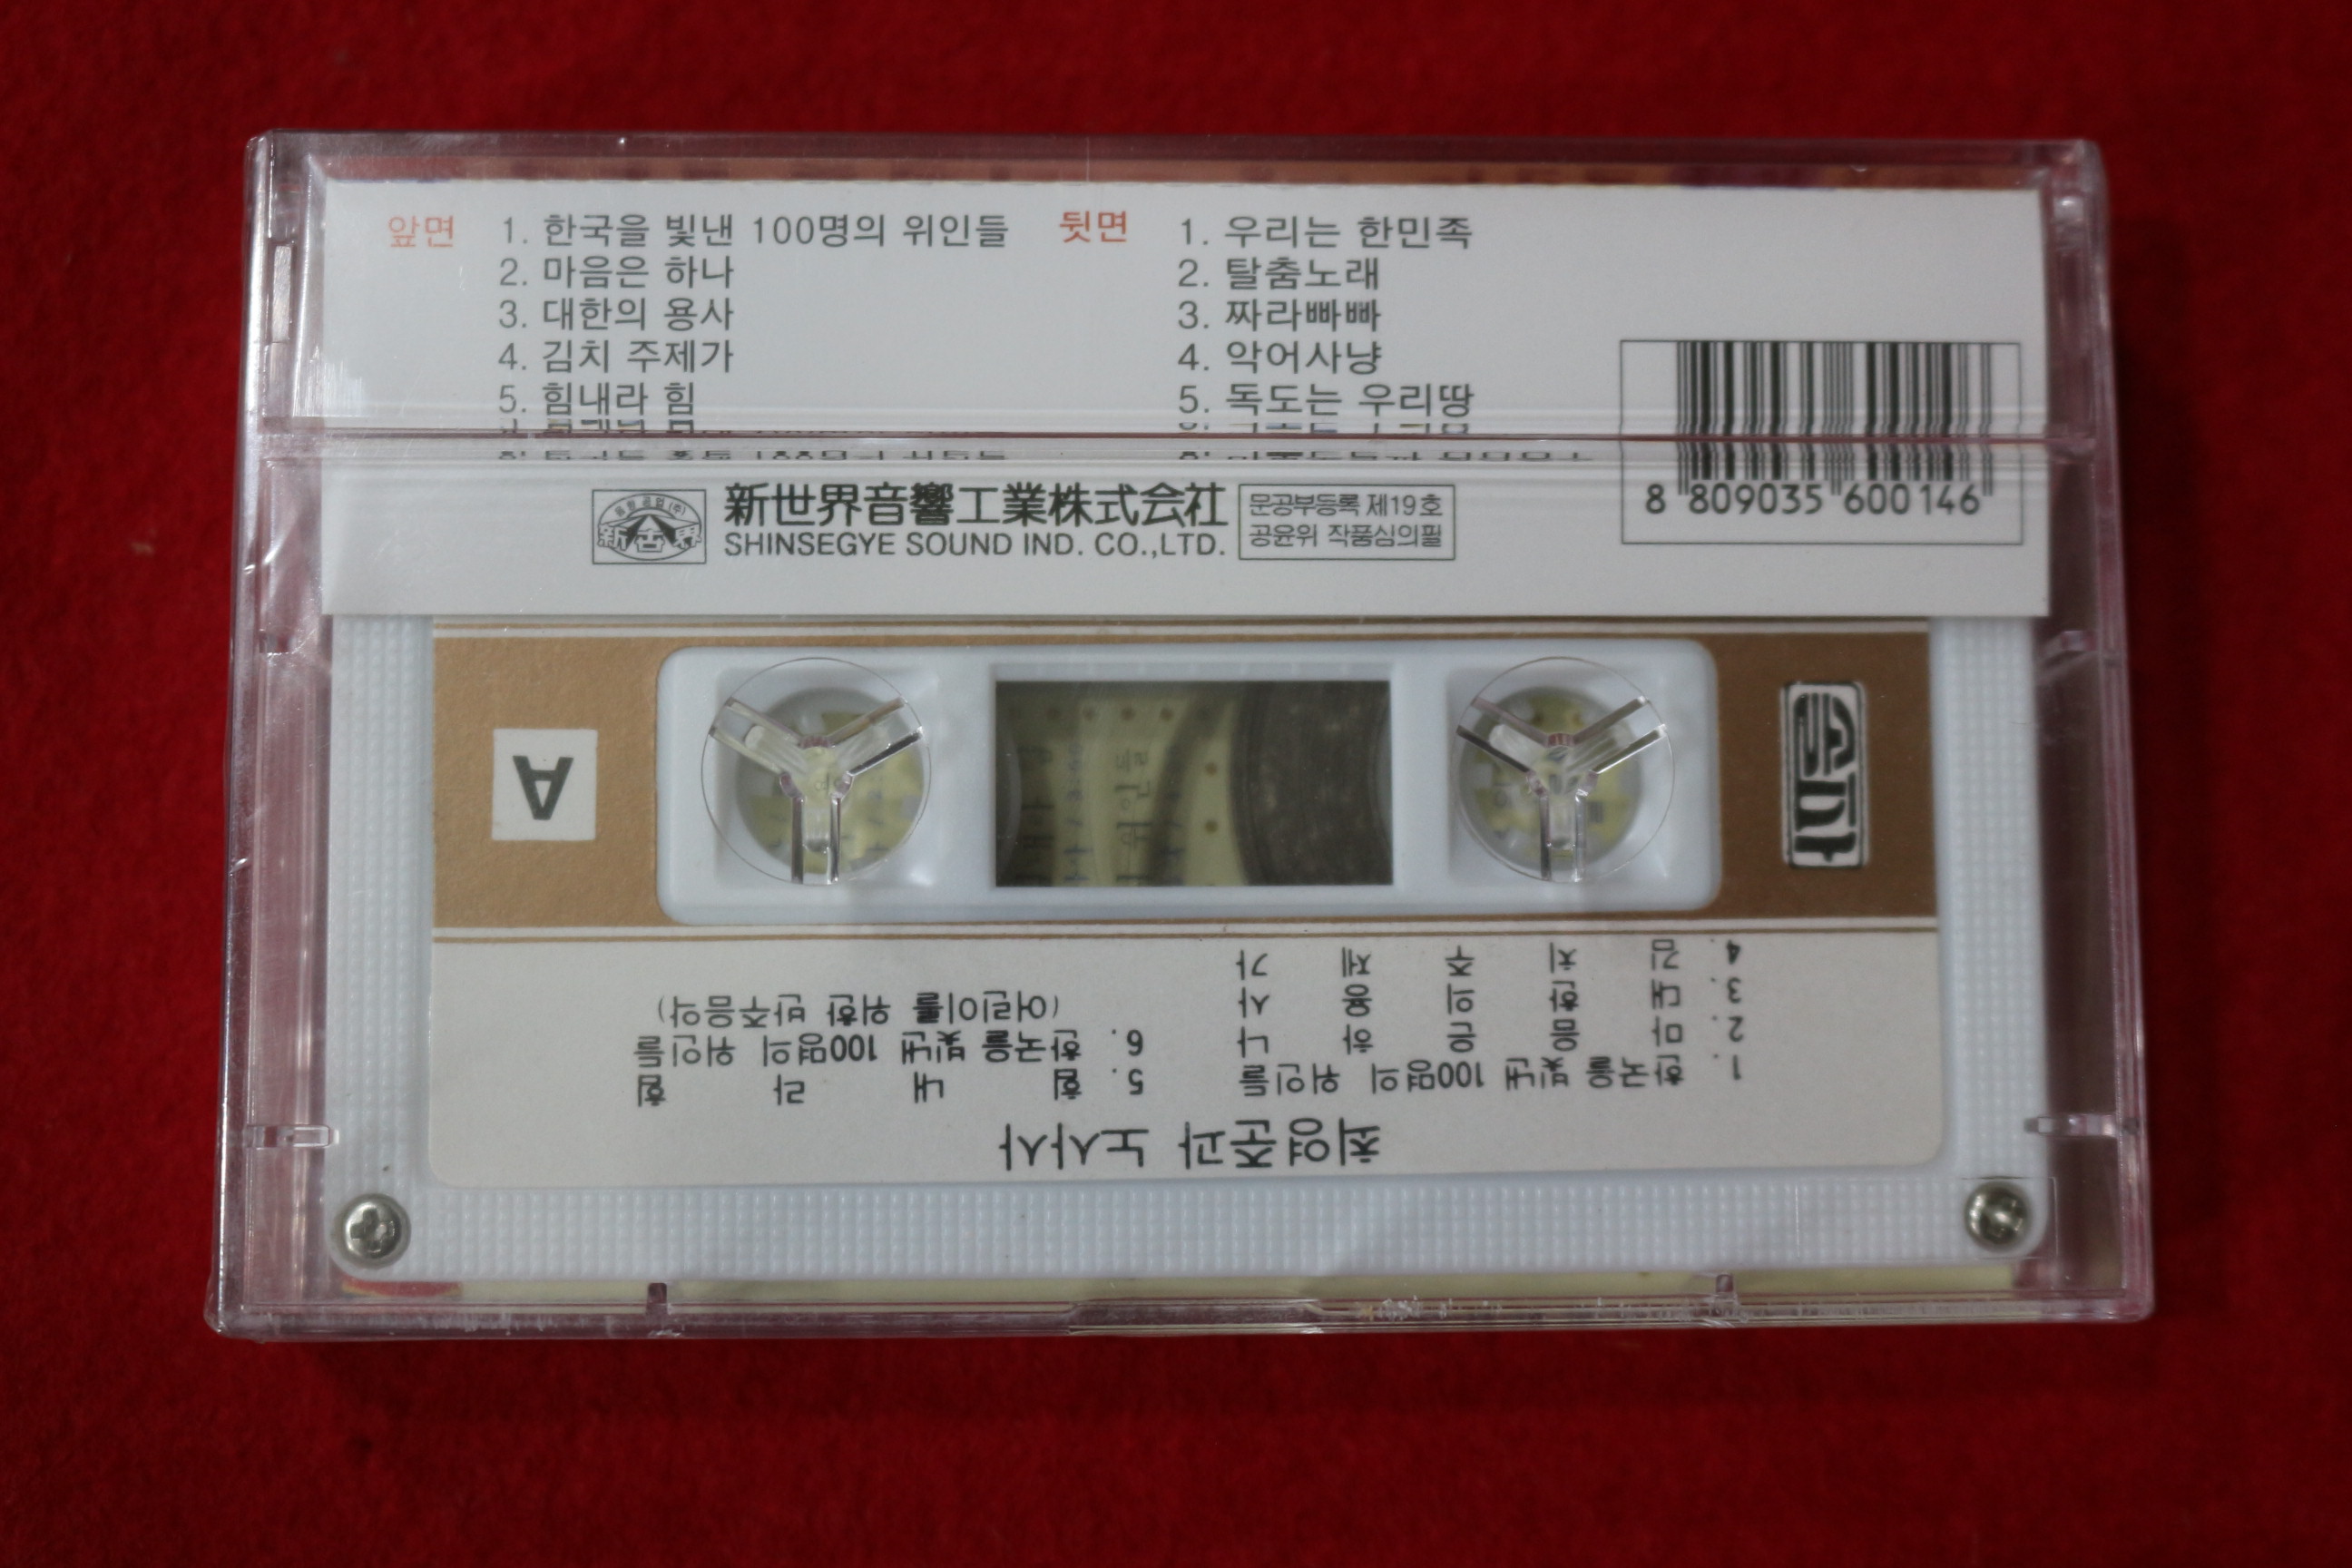 앞면
1. 한국을 빛낸 100명의 위인들
2. 마음은 하나
3. 대한의 용사
4. 김치 주제가
5. 힘내라 힘
뒷면
1. 우리는 한민족
2. 탈춤노래
3. 짜라빠빠
4. 악어사냥
5. 독도는 우리땅
음향공업(주)
新世界
新世界音響工業株式会社
SHINSEGYE SOUND IND. CO.,LTD.
문공부등록 제19호
공윤위 작품심의필
8 809035 600146
A
최영준과 노사사
1. 한국을 빛낸 100명의 위인들
2. 마음은 하나
3. 대한의 용사
4. 김치 주제가
5. 힘내라 힘
6. 한국을 빛낸 100명의 위인들
(어린이를 위한 반주음악)